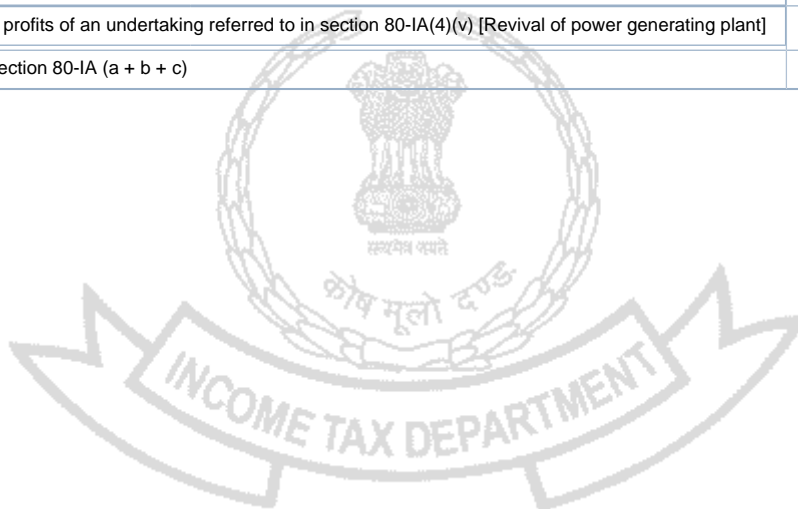 profits of an undertaking referred to in section 80-IA(4)(v) [Revival of power generating plant]
ection 80-IA (a + b + c)
सत्यमेव जयते
कोष मूलो दण्डः
INCOME TAX DEPARTMENT